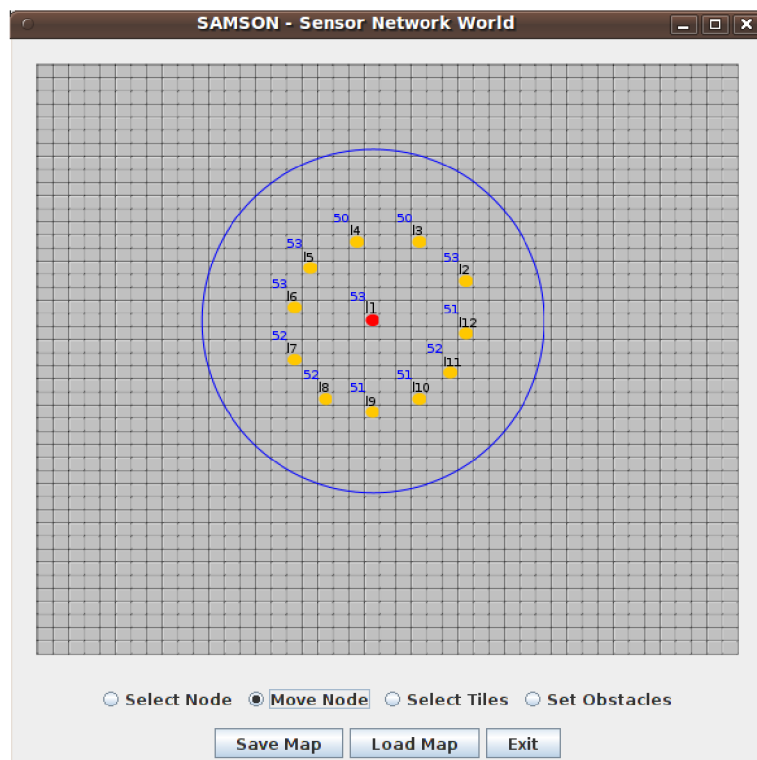 SAMSON - Sensor Network World
50 50
l4 l3
53 53
l5 l2
53 53
l6 l1 51
l12
52 52
l7 l11
52 51 51
l8 l10
l9
Select Node Move Node Select Tiles Set Obstacles
Save Map Load Map Exit